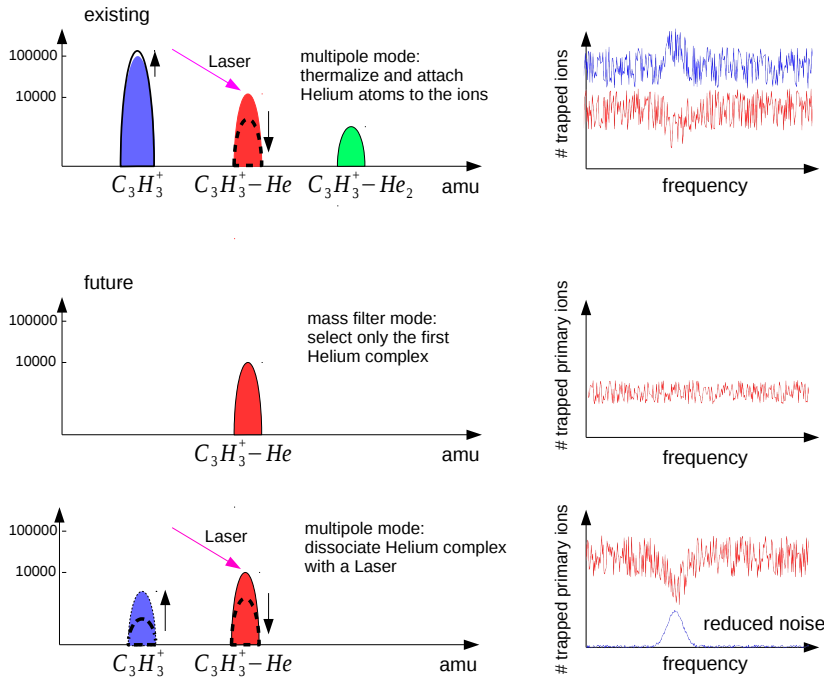 existing
100000
10000
Laser
multipole mode:
thermalize and attach
Helium atoms to the ions
C₃H₃⁺
C₃H₃⁺−He
C₃H₃⁺−He₂
amu
# trapped ions
frequency
future
100000
10000
mass filter mode:
select only the first
Helium complex
C₃H₃⁺−He
amu
# trapped primary ions
frequency
100000
10000
Laser
multipole mode:
dissociate Helium complex
with a Laser
C₃H₃⁺
C₃H₃⁺−He
amu
# trapped primary ions
reduced noise
frequency